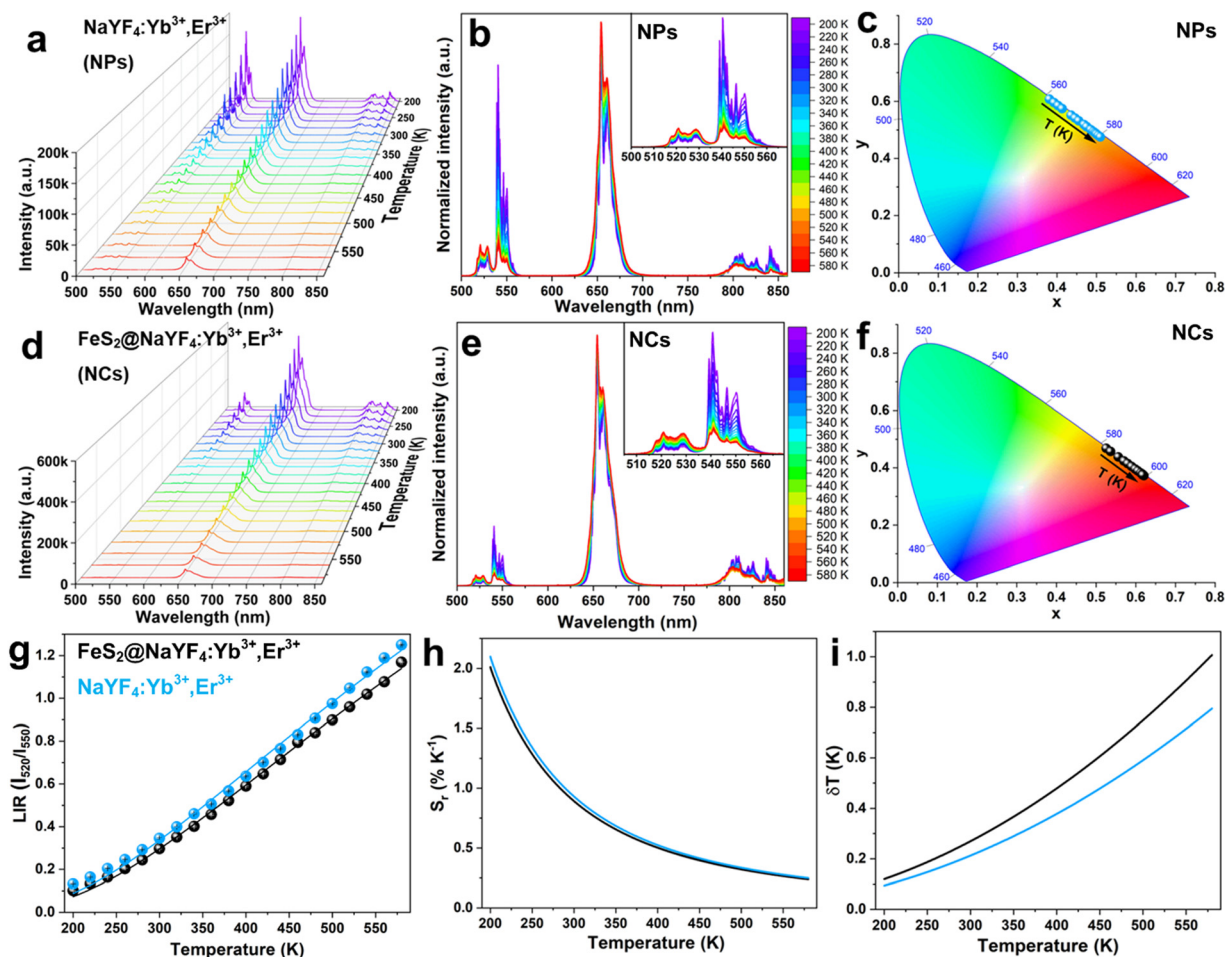 a
NaYF4:Yb3+,Er3+
(NPs)
200k
150k
100k
50k
0
Intensity (a.u.)
500 550 600 650 700 750 800 850
Wavelength (nm)
200
250
300
350
400
450
500
550
Temperature (K)
b
NPs
Normalized intensity (a.u.)
500 510 520 530 540 550 560
500 550 600 650 700 750 800 850
Wavelength (nm)
200 K
220 K
240 K
260 K
280 K
300 K
320 K
340 K
360 K
380 K
400 K
420 K
440 K
460 K
480 K
500 K
520 K
540 K
560 K
580 K
c
NPs
0.8
0.6
0.4
0.2
0.0
y
520
540
560
580
600
620
500
480
460
T (K)
0.0 0.1 0.2 0.3 0.4 0.5 0.6 0.7 0.8
x
d
FeS2@NaYF4:Yb3+,Er3+
(NCs)
600k
400k
200k
0
Intensity (a.u.)
500 550 600 650 700 750 800 850
Wavelength (nm)
200
250
300
350
400
450
500
550
Temperature (K)
e
NCs
Normalized intensity (a.u.)
510 520 530 540 550 560
500 550 600 650 700 750 800 850
Wavelength (nm)
200 K
220 K
240 K
260 K
280 K
300 K
320 K
340 K
360 K
380 K
400 K
420 K
440 K
460 K
480 K
500 K
520 K
540 K
560 K
580 K
f
NCs
0.8
0.6
0.4
0.2
0.0
y
520
540
560
580
600
620
500
480
460
T (K)
0.0 0.1 0.2 0.3 0.4 0.5 0.6 0.7 0.8
x
g
FeS2@NaYF4:Yb3+,Er3+
NaYF4:Yb3+,Er3+
1.2
1.0
0.8
0.6
0.4
0.2
0.0
LIR (I520/I550)
200 250 300 350 400 450 500 550
Temperature (K)
h
2.0
1.5
1.0
0.5
0.0
Sr (% K-1)
200 250 300 350 400 450 500 550
Temperature (K)
i
1.0
0.8
0.6
0.4
0.2
0.0
δT (K)
200 250 300 350 400 450 500 550
Temperature (K)